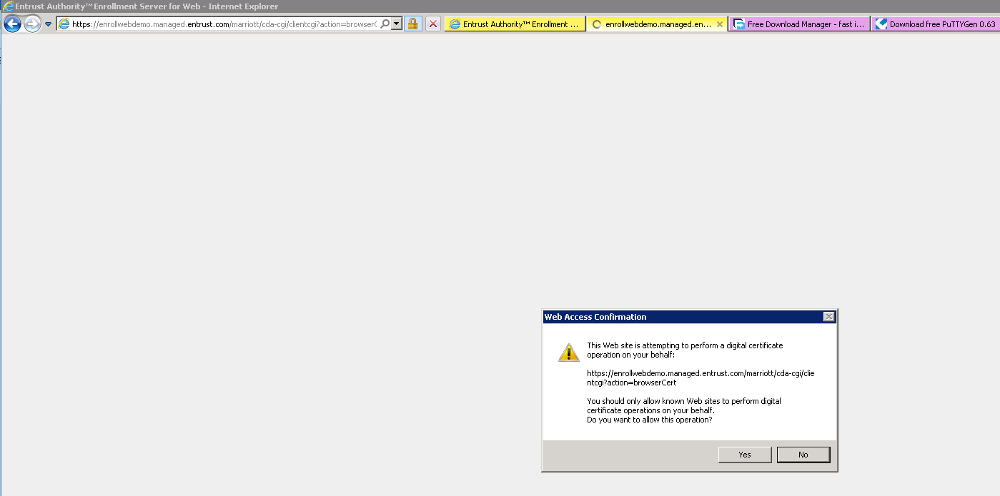 Entrust Authority™ Enrollment Server for Web - Internet Explorer
https://enrollwebdemo.managed.entrust.com/marriott/cda-cgi/clientcgi?action=browserC
Entrust Authority™ Enrollment ...
enrollwebdemo.managed.en...
Free Download Manager - fast i...
Download free PuTTYGen 0.63
Web Access Confirmation
This Web site is attempting to perform a digital certificate
operation on your behalf:
https://enrollwebdemo.managed.entrust.com/marriott/cda-cgi/clie
ntcgi?action=browserCert
You should only allow known Web sites to perform digital
certificate operations on your behalf.
Do you want to allow this operation?
Yes
No